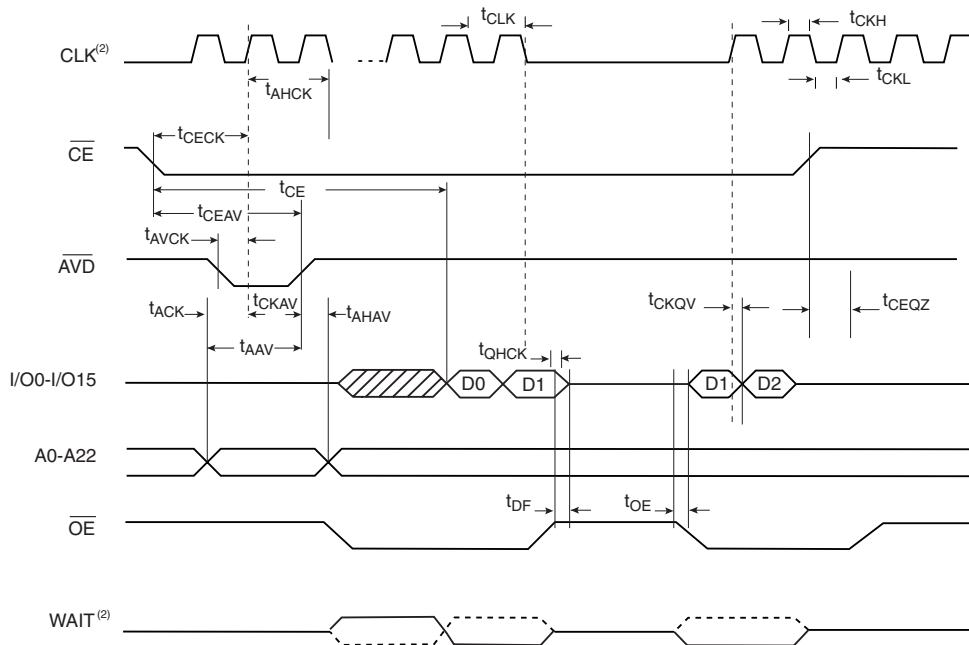 tCLK
tCKH
CLK(2)
tCKL
tAHCK
tCECK
CE
tCE
tCEAV
tAVCK
AVD
tACK
tCKAV
tAHAV
tCKQV
tCEQZ
tAAV
tQHCK
I/O0-I/O15
D0
D1
D1
D2
A0-A22
tDF
tOE
OE
WAIT(2)